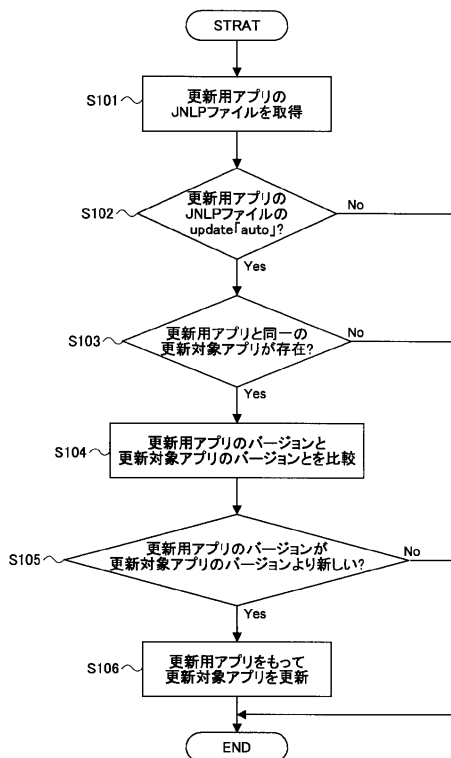 STRAT
S101
更新用アプリの
JNLPファイルを取得
S102
更新用アプリの
JNLPファイルの
update「auto」?
No
Yes
S103
更新用アプリと同一の
更新対象アプリが存在?
No
Yes
S104
更新用アプリのバージョンと
更新対象アプリのバージョンとを比較
S105
更新用アプリのバージョンが
更新対象アプリのバージョンより新しい?
No
Yes
S106
更新用アプリをもって
更新対象アプリを更新
END